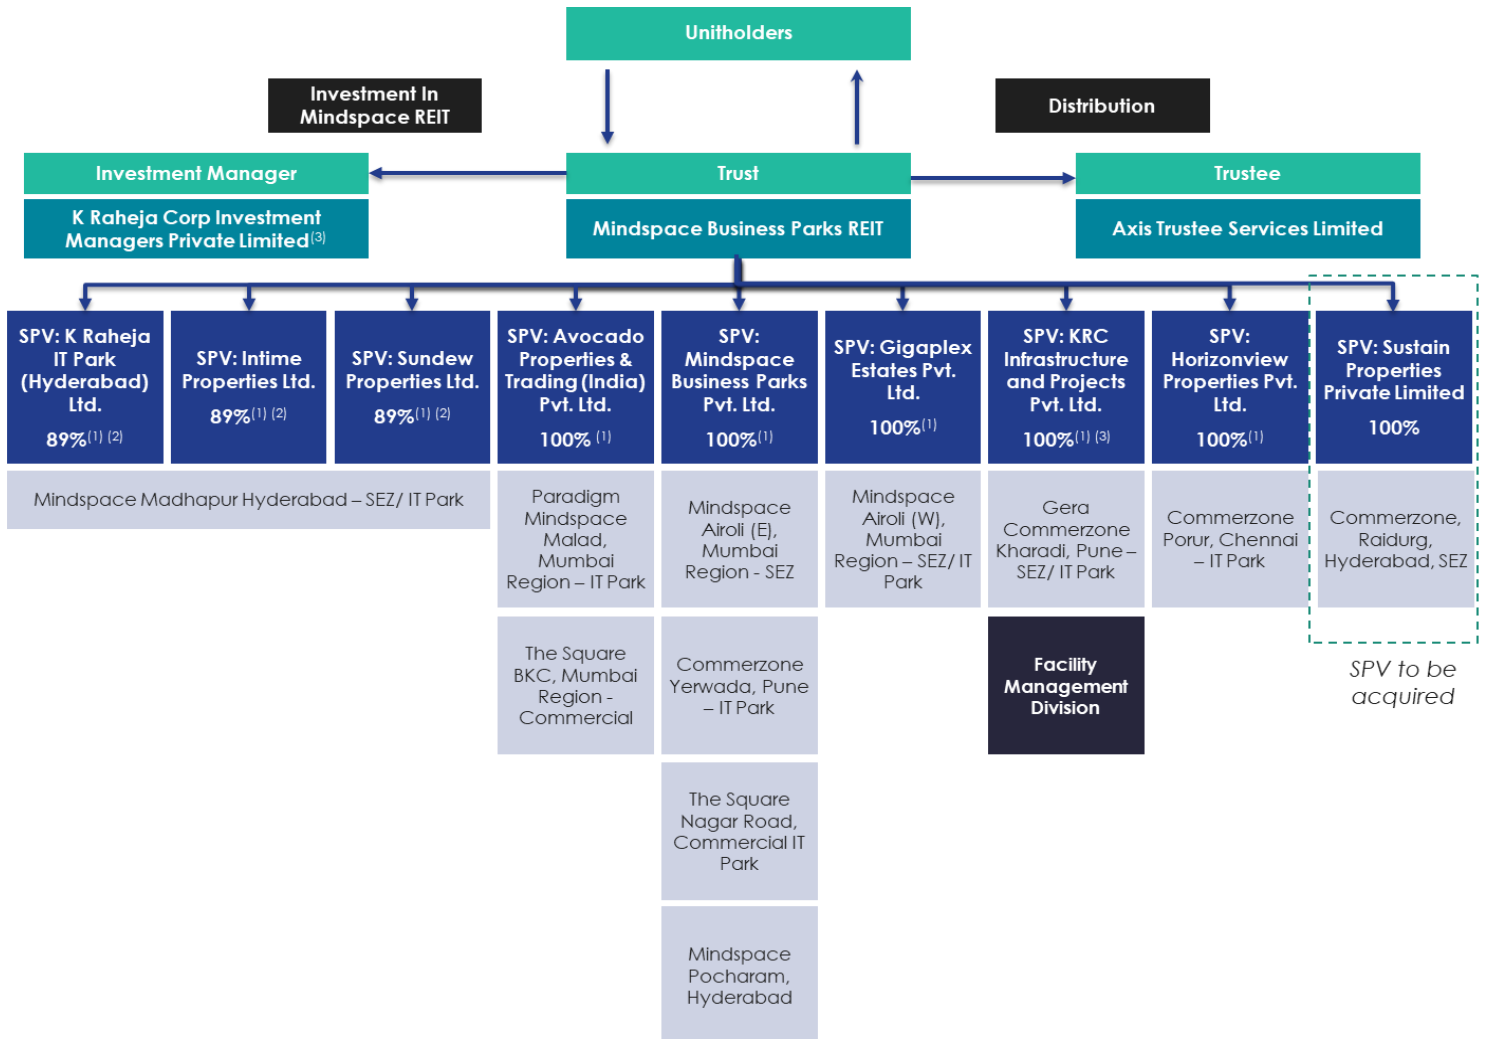 Unitholders
Investment In
Mindspace REIT
Distribution
Investment Manager
Trust
Trustee
K Raheja Corp Investment
Managers Private Limited(3)
Mindspace Business Parks REIT
Axis Trustee Services Limited
SPV: K Raheja
IT Park
(Hyderabad)
Ltd.
89%(1) (2)
SPV: Intime
Properties Ltd.
89%(1) (2)
SPV: Sundew
Properties Ltd.
89%(1) (2)
SPV: Avocado
Properties &
Trading (India)
Pvt. Ltd.
100% (1)
SPV:
Mindspace
Business Parks
Pvt. Ltd.
100%(1)
SPV: Gigaplex
Estates Pvt.
Ltd.
100%(1)
SPV: KRC
Infrastructure
and Projects
Pvt. Ltd.
100%(1) (3)
SPV:
Horizonview
Properties Pvt.
Ltd.
100%(1)
SPV: Sustain
Properties
Private Limited
100%
Mindspace Madhapur Hyderabad – SEZ/ IT Park
Paradigm
Mindspace
Malad,
Mumbai
Region – IT Park
Mindspace
Airoli (E),
Mumbai
Region - SEZ
Mindspace
Airoli (W),
Mumbai
Region – SEZ/ IT
Park
Gera
Commerzone
Kharadi, Pune –
SEZ/ IT Park
Commerzone
Porur, Chennai
– IT Park
Commerzone,
Raidurg,
Hyderabad, SEZ
The Square
BKC, Mumbai
Region -
Commercial
Commerzone
Yerwada, Pune
– IT Park
Facility
Management
Division
SPV to be
acquired
The Square
Nagar Road,
Commercial IT
Park
Mindspace
Pocharam,
Hyderabad